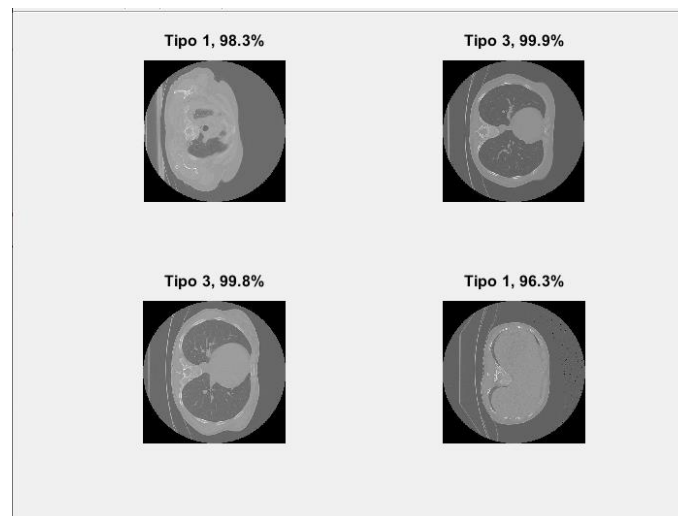 Tipo 1, 98.3%
Tipo 3, 99.9%
Tipo 3, 99.8%
Tipo 1, 96.3%